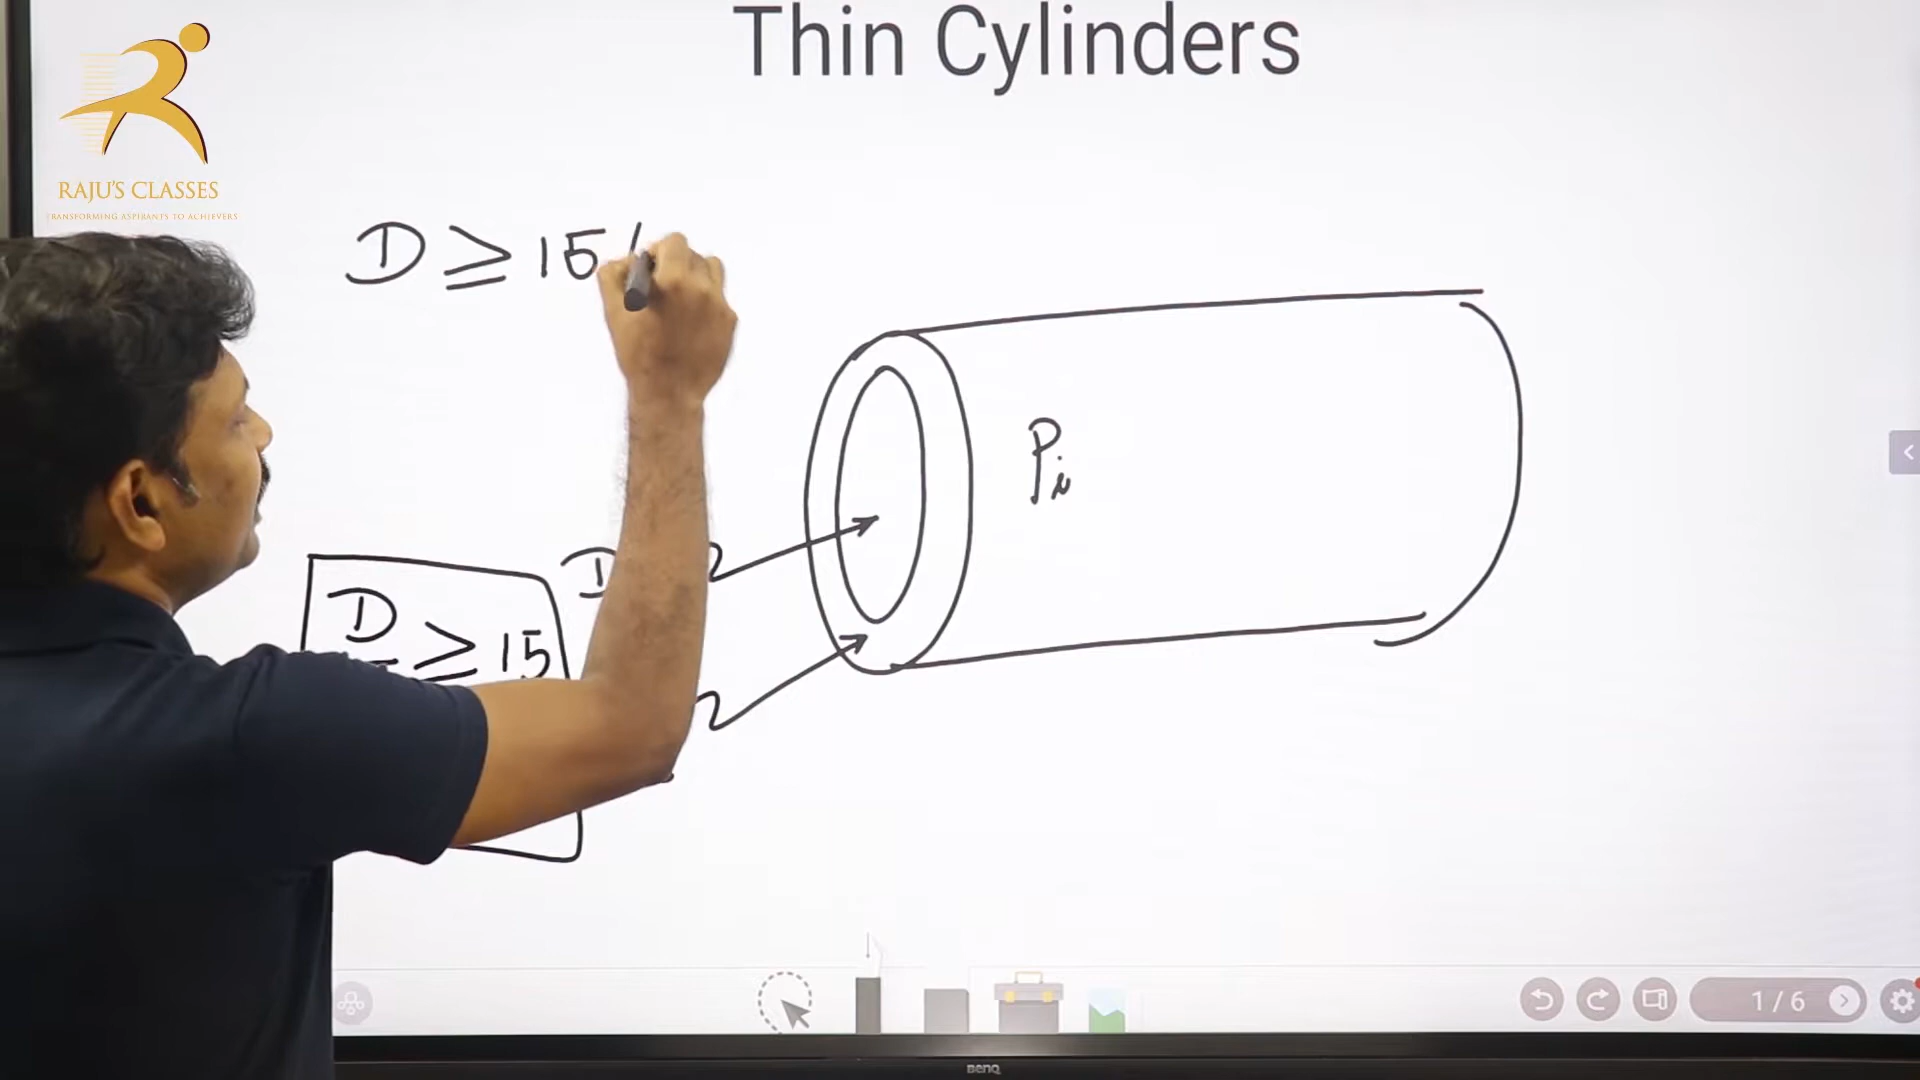 Thin Cylinders
RAJU'S CLASSES
TRANSFORMING ASPIRANTS TO ACHIEVERS
D ≥ 15
Pi
D
D ≥ 15
1 / 6
BenQ